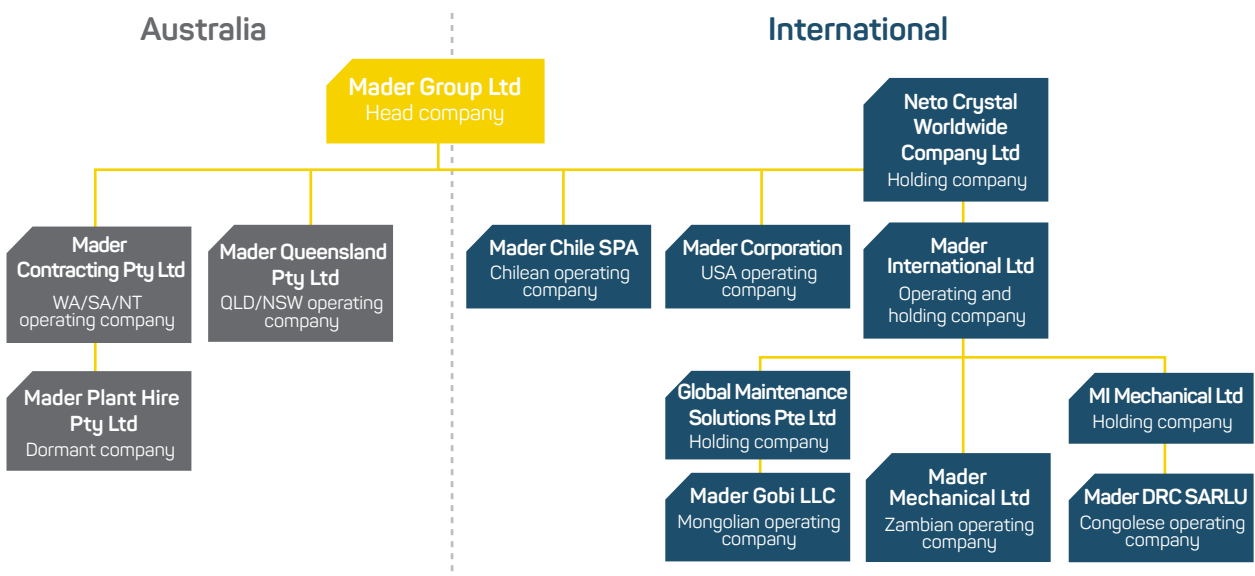 Australia
International
Mader Group Ltd
Head company
Neto Crystal
Worldwide
Company Ltd
Holding company
Mader
Contracting Pty Ltd
WA/SA/NT
operating company
Mader Queensland
Pty Ltd
QLD/NSW operating
company
Mader Chile SPA
Chilean operating
company
Mader Corporation
USA operating
company
Mader
International Ltd
Operating and
holding company
Mader Plant Hire
Pty Ltd
Dormant company
Global Maintenance
Solutions Pte Ltd
Holding company
MI Mechanical Ltd
Holding company
Mader Gobi LLC
Mongolian operating
company
Mader
Mechanical Ltd
Zambian operating
company
Mader DRC SARLU
Congolese operating
company